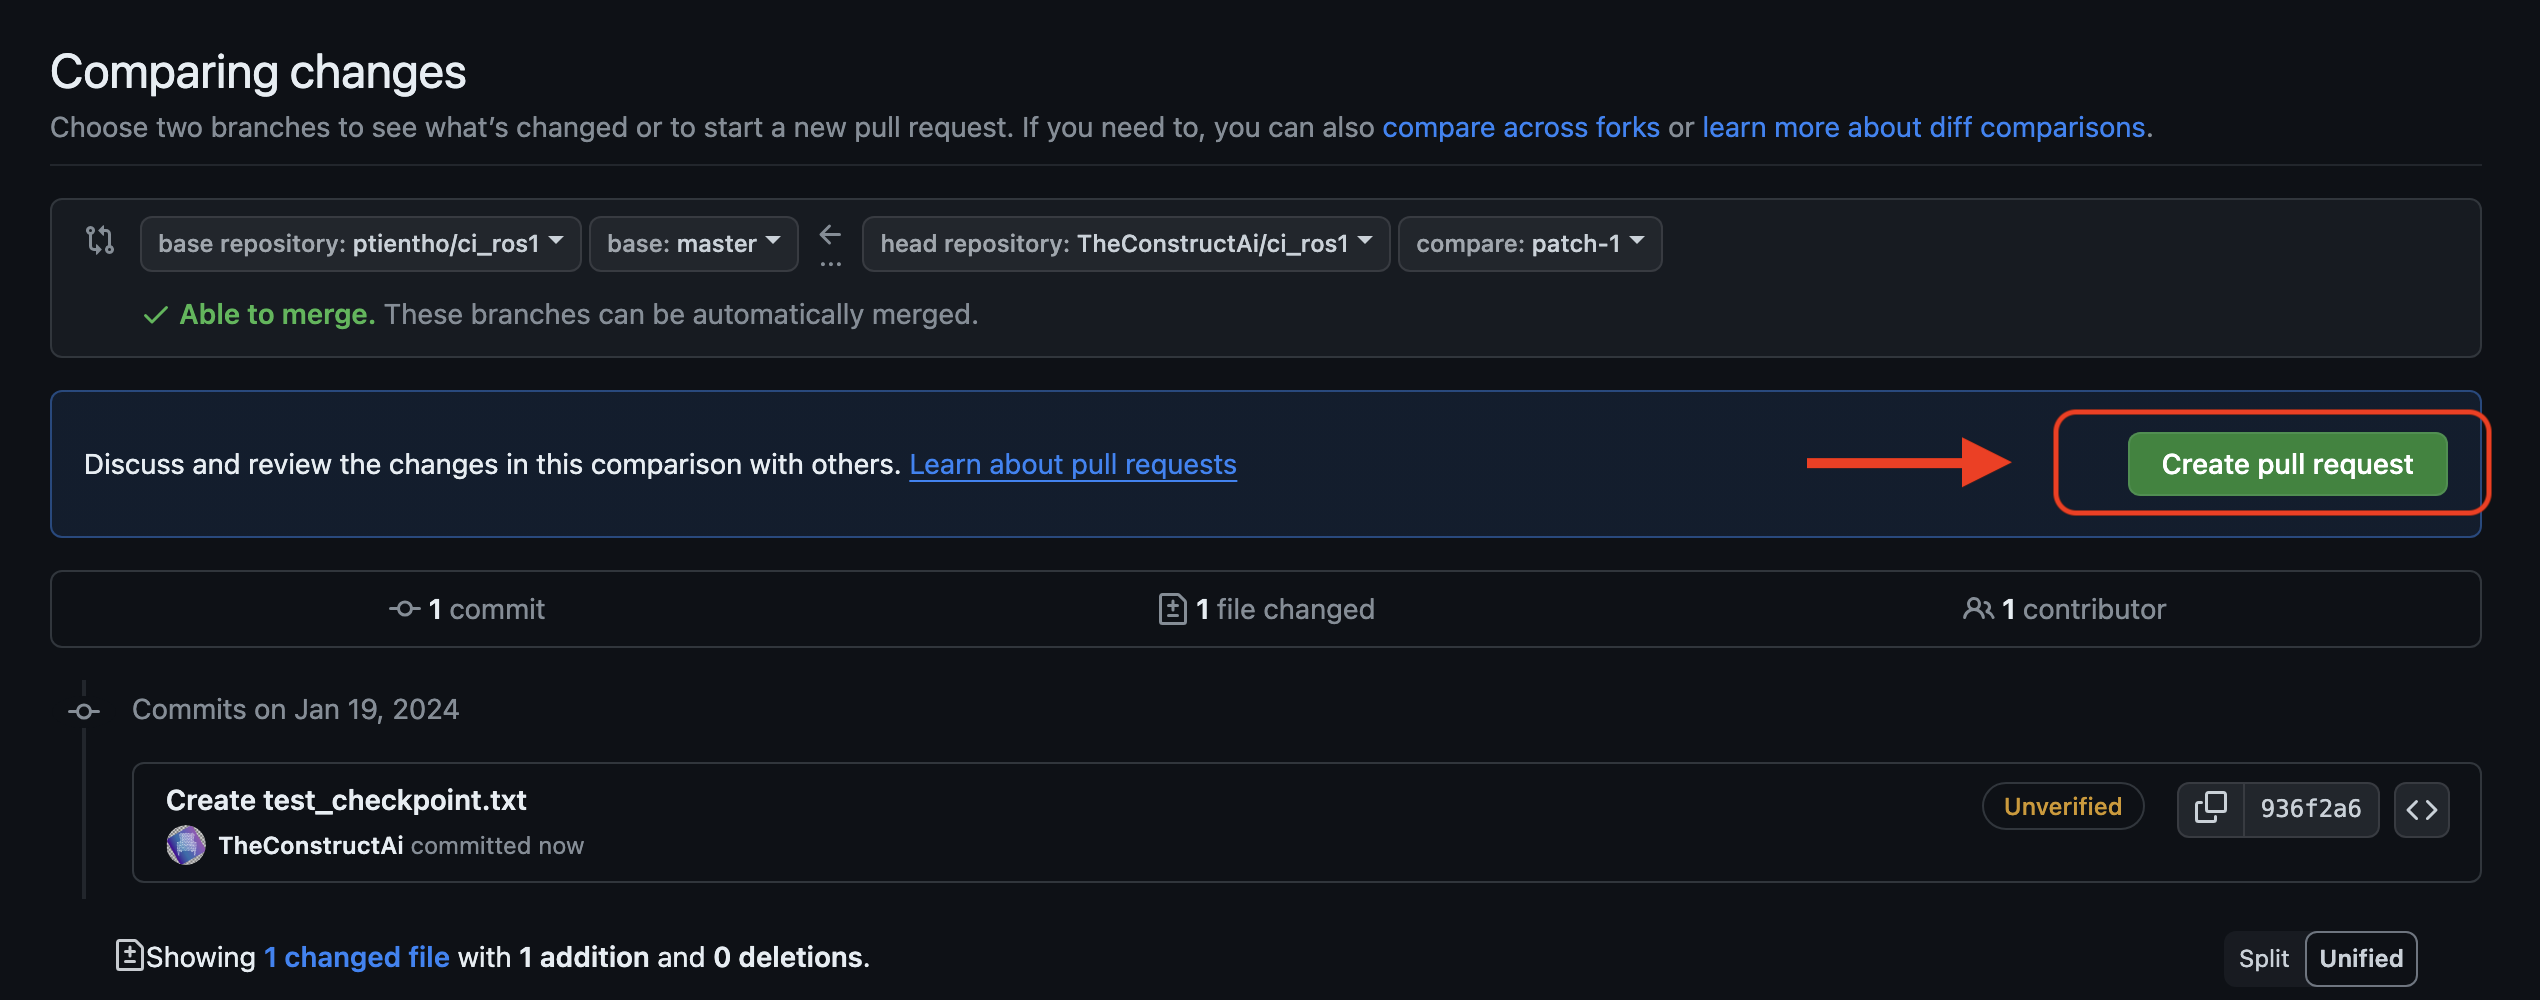 Comparing changes
Choose two branches to see what’s changed or to start a new pull request. If you need to, you can also compare across forks or learn more about diff comparisons.
base repository: ptientho/ci_ros1 base: master ... head repository: TheConstructAi/ci_ros1 compare: patch-1
Able to merge. These branches can be automatically merged.
Discuss and review the changes in this comparison with others. Learn about pull requests Create pull request
1 commit 1 file changed 1 contributor
Commits on Jan 19, 2024
Create test_checkpoint.txt Unverified 936f2a6
TheConstructAi committed now
Showing 1 changed file with 1 addition and 0 deletions. Split Unified